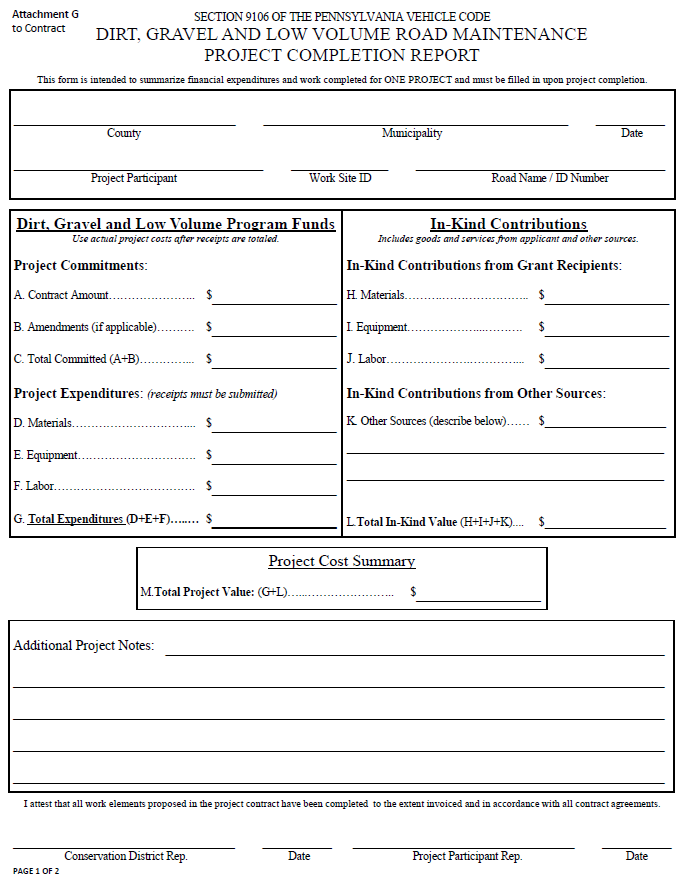 Attachment G
to Contract
SECTION 9106 OF THE PENNSYLVANIA VEHICLE CODE
DIRT, GRAVEL AND LOW VOLUME ROAD MAINTENANCE
PROJECT COMPLETION REPORT
This form is intended to summarize financial expenditures and work completed for ONE PROJECT and must be filled in upon project completion.
County Municipality Date
Project Participant Work Site ID Road Name / ID Number
Dirt, Gravel and Low Volume Program Funds
Use actual project costs after receipts are totaled.
Project Commitments:
A. Contract Amount………………….. $
B. Amendments (if applicable)………. $
C. Total Committed (A+B)…………... $
Project Expenditures: (receipts must be submitted)
D. Materials…………………………... $
E. Equipment………………………… $
F. Labor……………………………… $
G. Total Expenditures (D+E+F)…..… $
In-Kind Contributions
Includes goods and services from applicant and other sources.
In-Kind Contributions from Grant Recipients:
H. Materials……………………….. $
I. Equipment………………...……… $
J. Labor…………………………... $
In-Kind Contributions from Other Sources:
K. Other Sources (describe below)…… $
L.Total In-Kind Value (H+I+J+K).... $
Project Cost Summary
M.Total Project Value: (G+L)…...………………….. $
Additional Project Notes:
I attest that all work elements proposed in the project contract have been completed to the extent invoiced and in accordance with all contract agreements.
Conservation District Rep. Date Project Participant Rep. Date
PAGE 1 OF 2